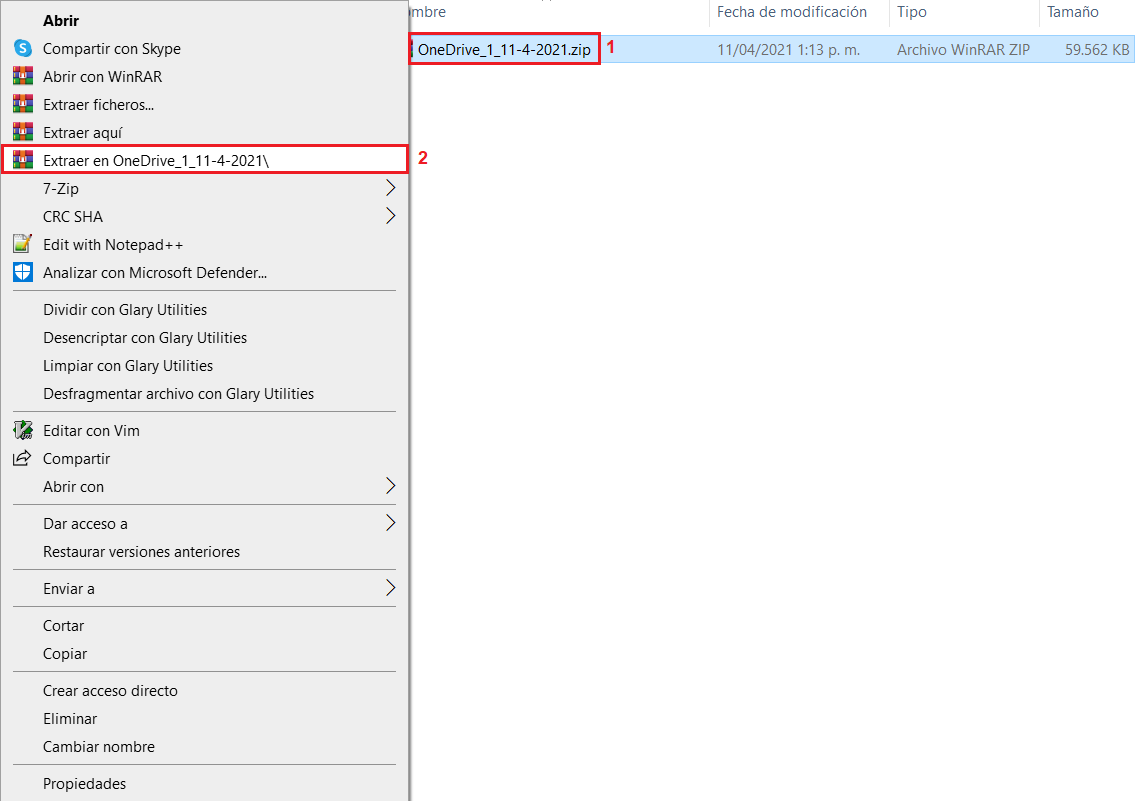 Abrir
Compartir con Skype
Abrir con WinRAR
Extraer ficheros...
Extraer aquí
Extraer en OneDrive_1_11-4-2021\
2
7-Zip
CRC SHA
Edit with Notepad++
Analizar con Microsoft Defender...
Dividir con Glary Utilities
Desencriptar con Glary Utilities
Limpiar con Glary Utilities
Desfragmentar archivo con Glary Utilities
Editar con Vim
Compartir
Abrir con
Dar acceso a
Restaurar versiones anteriores
Enviar a
Cortar
Copiar
Crear acceso directo
Eliminar
Cambiar nombre
Propiedades
mbre Fecha de modificación Tipo Tamaño
OneDrive_1_11-4-2021.zip 1 11/04/2021 1:13 p. m. Archivo WinRAR ZIP 59.562 KB